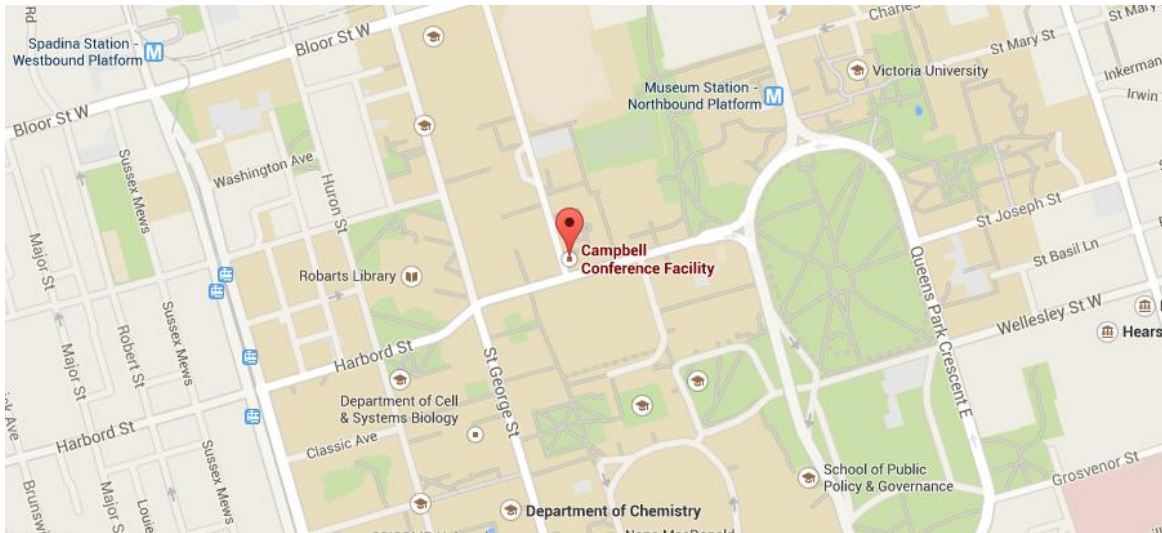 Rd
Spadina Station -
Westbound Platform
M
Bloor St W
Bloor St W
Charles
St Mary St
St Mary St
Victoria University
Museum Station -
Northbound Platform
M
Inkerman
Irwin
Sussex Mews
Washington Ave
Huron St
Major St
St Joseph St
St Basil Ln
Campbell
Conference Facility
Robarts Library
Queens Park Crescent E
Wellesley St W
Hears
Robert St
Major St
Sussex Mews
Harbord St
St George St
Department of Cell
& Systems Biology
Harbord St
Classic Ave
Ave
Sussex Mews
School of Public
Policy & Governance
Grosvenor St
Brunsw
Louie
Department of Chemistry